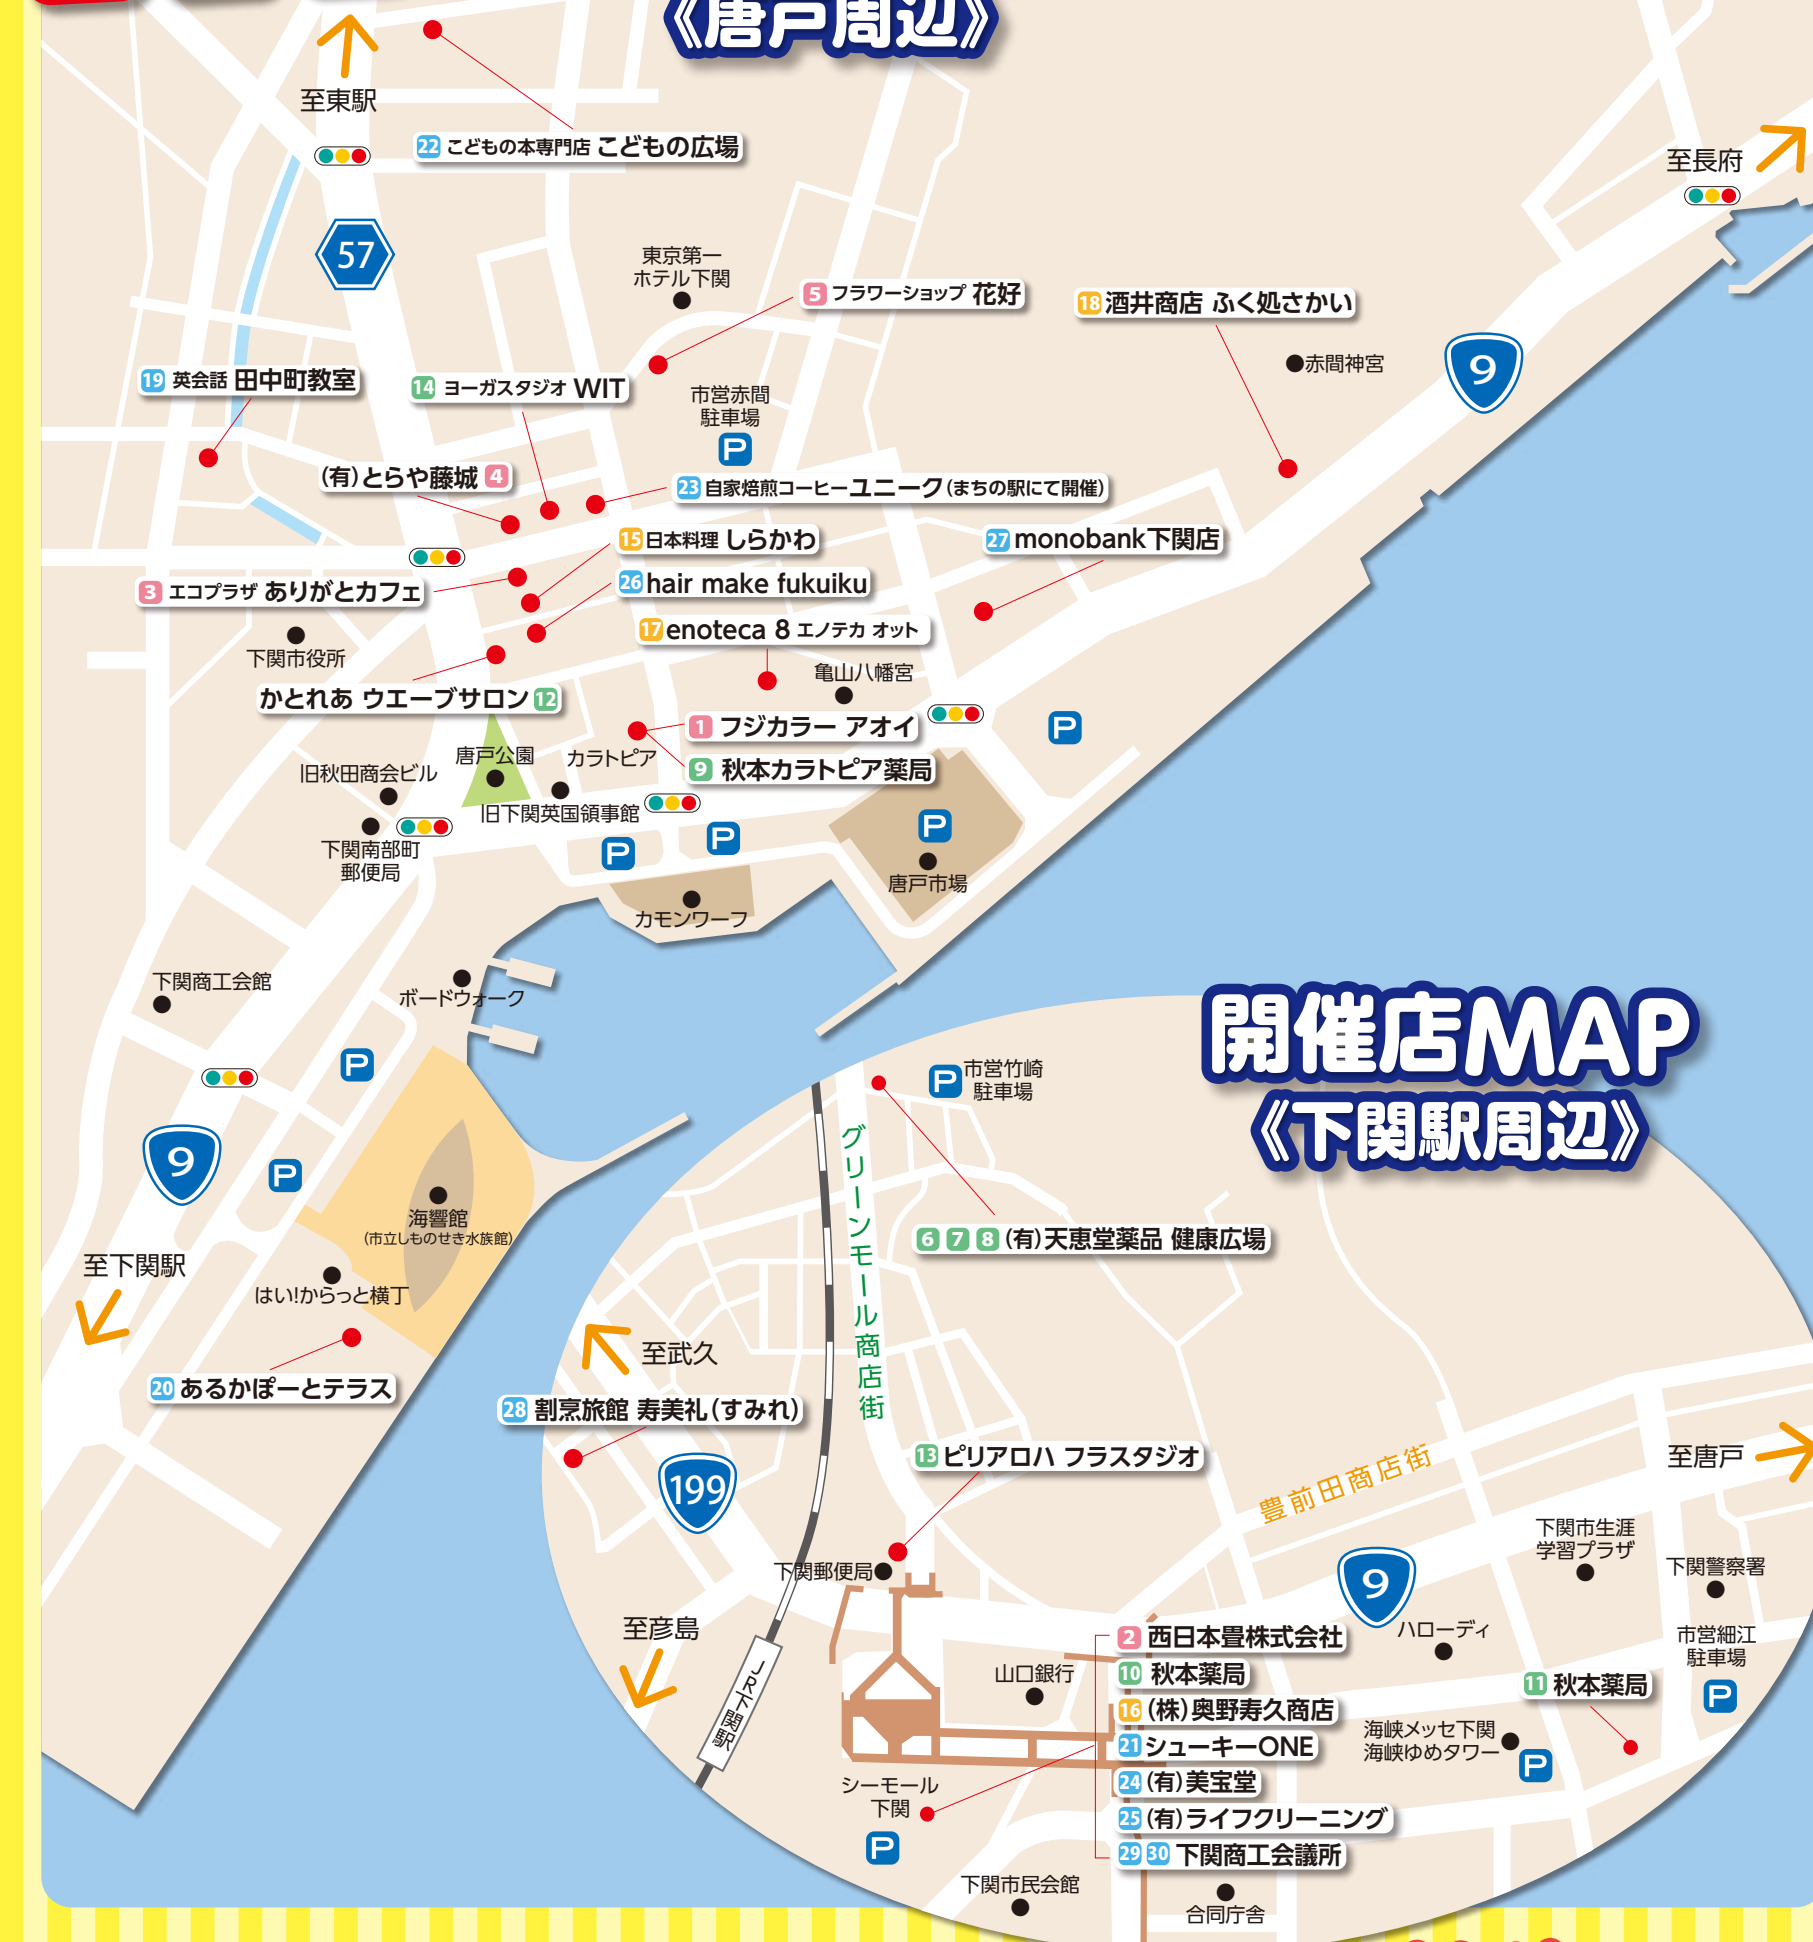 《唐戸周辺》
至東駅
22 こどもの本専門店 こどもの広場
至長府
57
東京第一
ホテル下関
5 フラワーショップ 花好
18 酒井商店 ふく処さかい
赤間神宮
9
19 英会話 田中町教室
14 ヨーガスタジオ WIT
市営赤間
駐車場
P
(有)とらや藤城 4
23 自家焙煎コーヒーユニーク(まちの駅にて開催)
15 日本料理 しらかわ
27 monobank下関店
3 エコプラザ ありがとカフェ
26 hair make fukuiku
17 enoteca 8 エノテカ オット
下関市役所
亀山八幡宮
かとれあ ウエーブサロン 12
1 フジカラー アオイ
P
唐戸公園
カラトピア
9 秋本カラトピア薬局
旧秋田商会ビル
旧下関英国領事館
下関南部町
郵便局
P
P
P
唐戸市場
カモンワーフ
下関商工会館
ボードウォーク
P
9
P
海響館
(市立しものせき水族館)
至下関駅
はい!からっと横丁
20 あるかぽーとテラス
開催店MAP
《下関駅周辺》
P
市営竹崎
駐車場
グリーンモール商店街
6 7 8 (有)天恵堂薬品 健康広場
至武久
28 割烹旅館 寿美礼(すみれ)
199
13 ピリアロハ フラスタジオ
豊前田商店街
至唐戸
下関郵便局
9
下関市生涯
学習プラザ
下関警察署
至彦島
JR下関駅
山口銀行
2 西日本畳株式会社
10 秋本薬局
16 (株)奥野寿久商店
21 シューキーONE
24 (有)美宝堂
25 (有)ライフクリーニング
29 30 下関商工会議所
ハローデイ
市営細江
駐車場
P
11 秋本薬局
海峡メッセ下関
海峡ゆめタワー
P
シーモール
下関
P
下関市民会館
合同庁舎